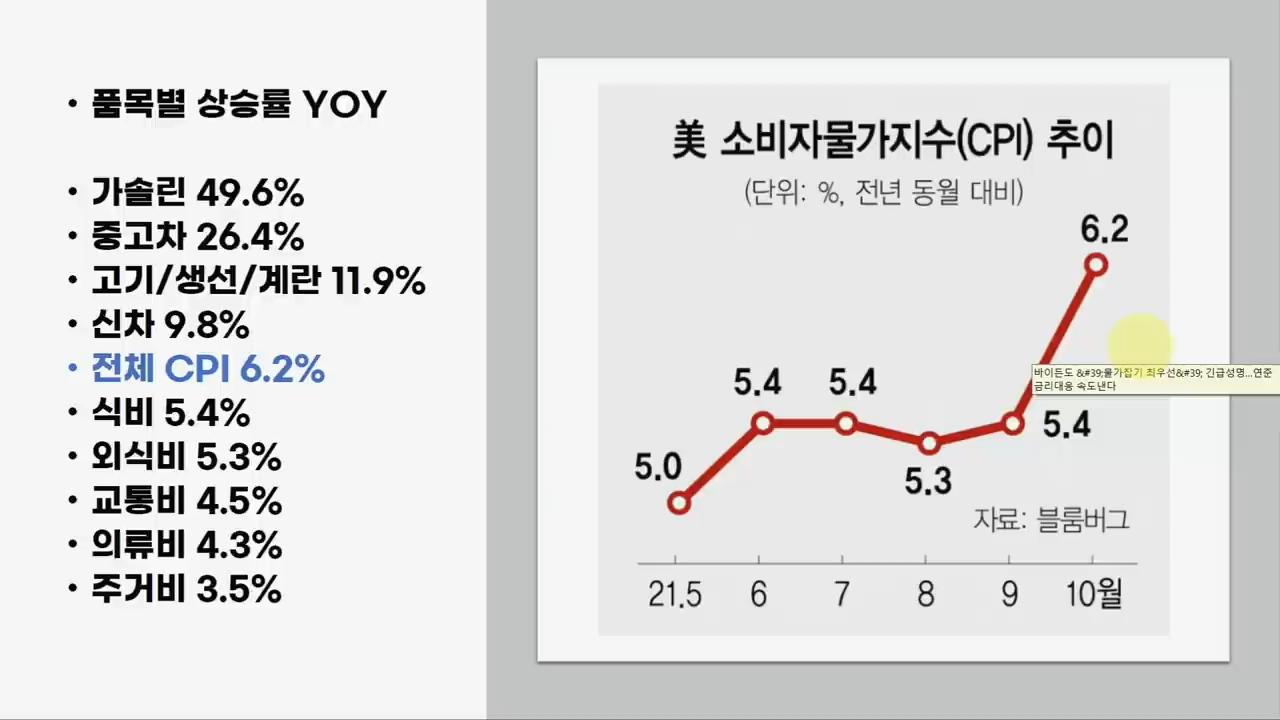 • 품목별 상승률 YOY
• 가솔린 49.6%
• 중고차 26.4%
• 고기/생선/계란 11.9%
• 신차 9.8%
• 전체 CPI 6.2%
• 식비 5.4%
• 외식비 5.3%
• 교통비 4.5%
• 의류비 4.3%
• 주거비 3.5%
美 소비자물가지수(CPI) 추이
(단위: %, 전년 동월 대비)
6.2
5.4
5.4
바이든도 &#39;물가잡기 최우선&#39; 긴급성명...연준
금리대응 속도낸다
5.4
5.0
5.3
자료: 블룸버그
21.5 6 7 8 9 10월